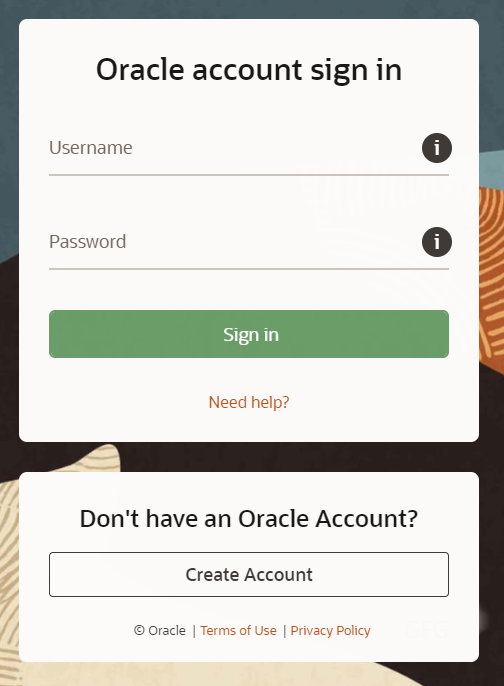 Oracle account sign in
Username
i
Password
i
Sign in
Need help?
Don't have an Oracle Account?
Create Account
© Oracle | Terms of Use | Privacy Policy